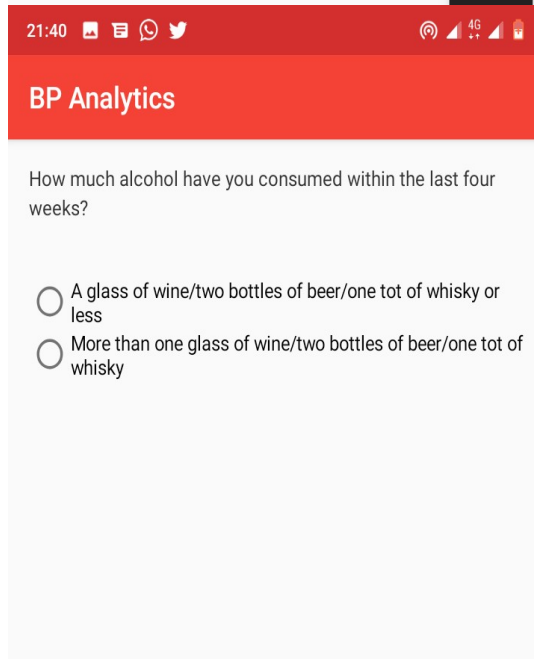 21:40
4G
BP Analytics
How much alcohol have you consumed within the last four
weeks?
A glass of wine/two bottles of beer/one tot of whisky or
less
More than one glass of wine/two bottles of beer/one tot of
whisky